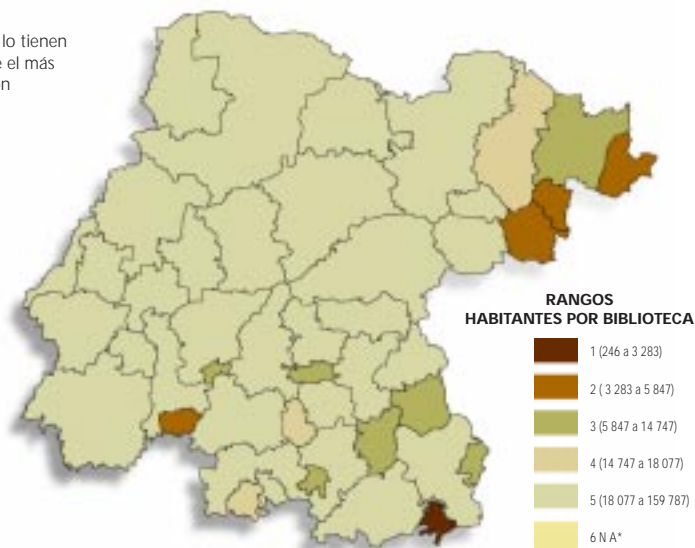 lo tienen
el más
RANGOS
HABITANTES POR BIBLIOTECA
1 (246 a 3 283)
2 ( 3 283 a 5 847)
3 (5 847 a 14 747)
4 (14 747 a 18 077)
5 (18 077 a 159 787)
6 N A*